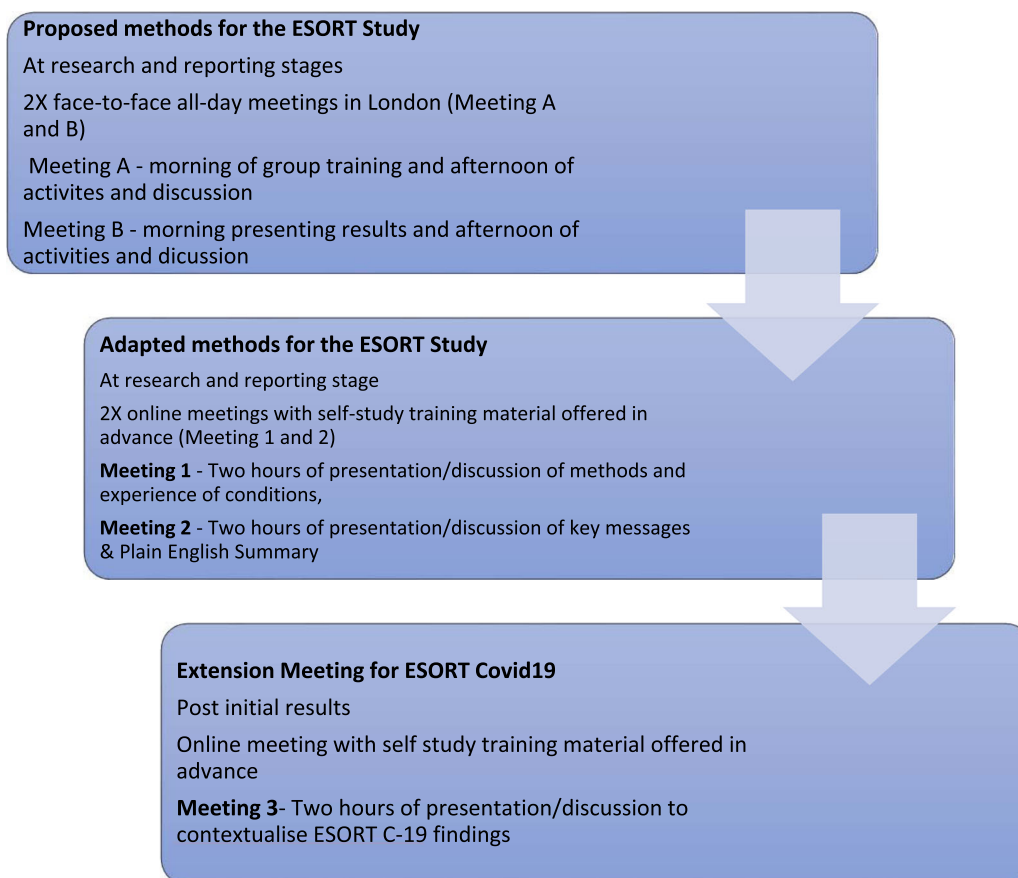 Proposed methods for the ESORT Study
At research and reporting stages
2X face-to-face all-day meetings in London (Meeting A
and B)
Meeting A - morning of group training and afternoon of
activites and discussion
Meeting B - morning presenting results and afternoon of
activities and dicussion
Adapted methods for the ESORT Study
At research and reporting stage
2X online meetings with self-study training material offered in
advance (Meeting 1 and 2)
Meeting 1 - Two hours of presentation/discussion of methods and
experience of conditions,
Meeting 2 - Two hours of presentation/discussion of key messages
& Plain English Summary
Extension Meeting for ESORT Covid19
Post initial results
Online meeting with self study training material offered in
advance
Meeting 3- Two hours of presentation/discussion to
contextualise ESORT C-19 findings